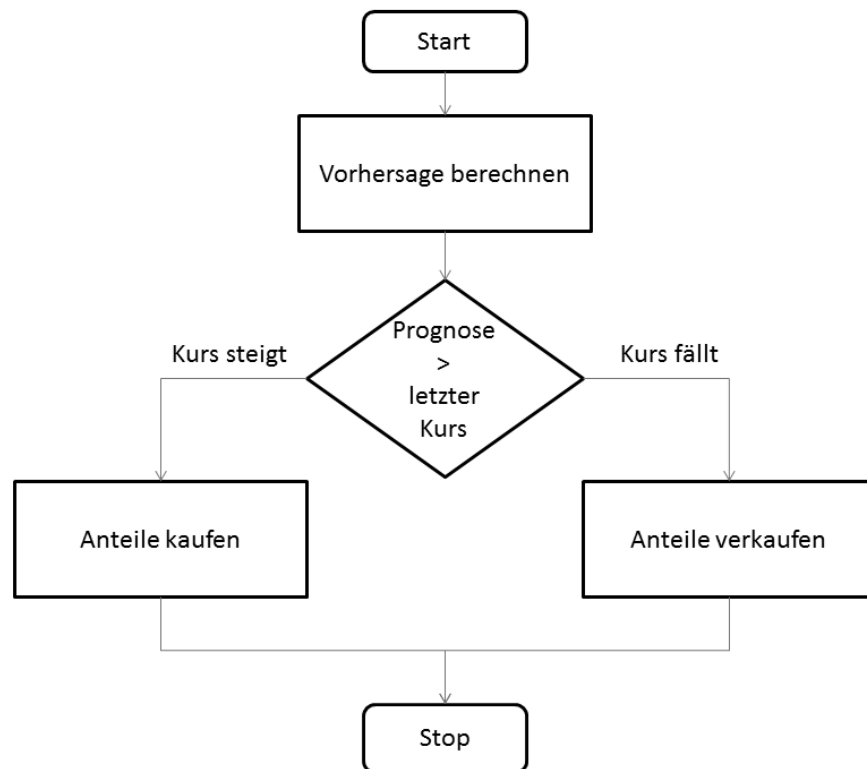 Start
Vorhersage berechnen
Prognose
>
letzter
Kurs
Kurs steigt
Kurs fällt
Anteile kaufen
Anteile verkaufen
Stop